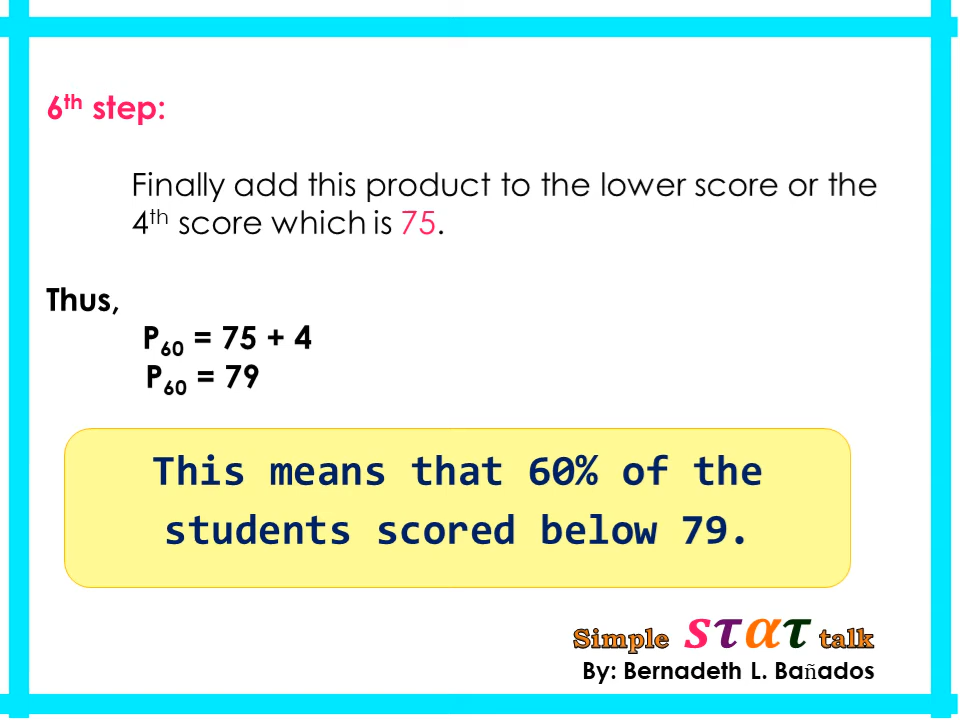 6th step:
Finally add this product to the lower score or the
4th score which is 75.
Thus,
P60 = 75 + 4
P60 = 79
This means that 60% of the
students scored below 79.
Simple sτατ talk
By: Bernadeth L. Bañados